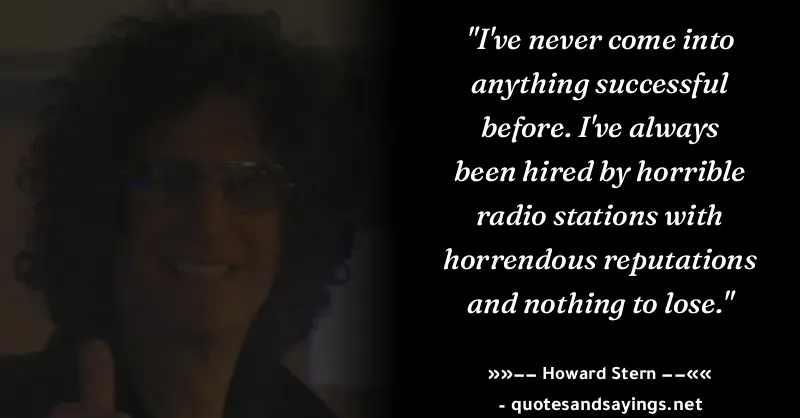 "I've never come into
anything successful
before. I've always
been hired by horrible
radio stations with
horrendous reputations
and nothing to lose."
»»–– Howard Stern ––««
- quotesandsayings.net